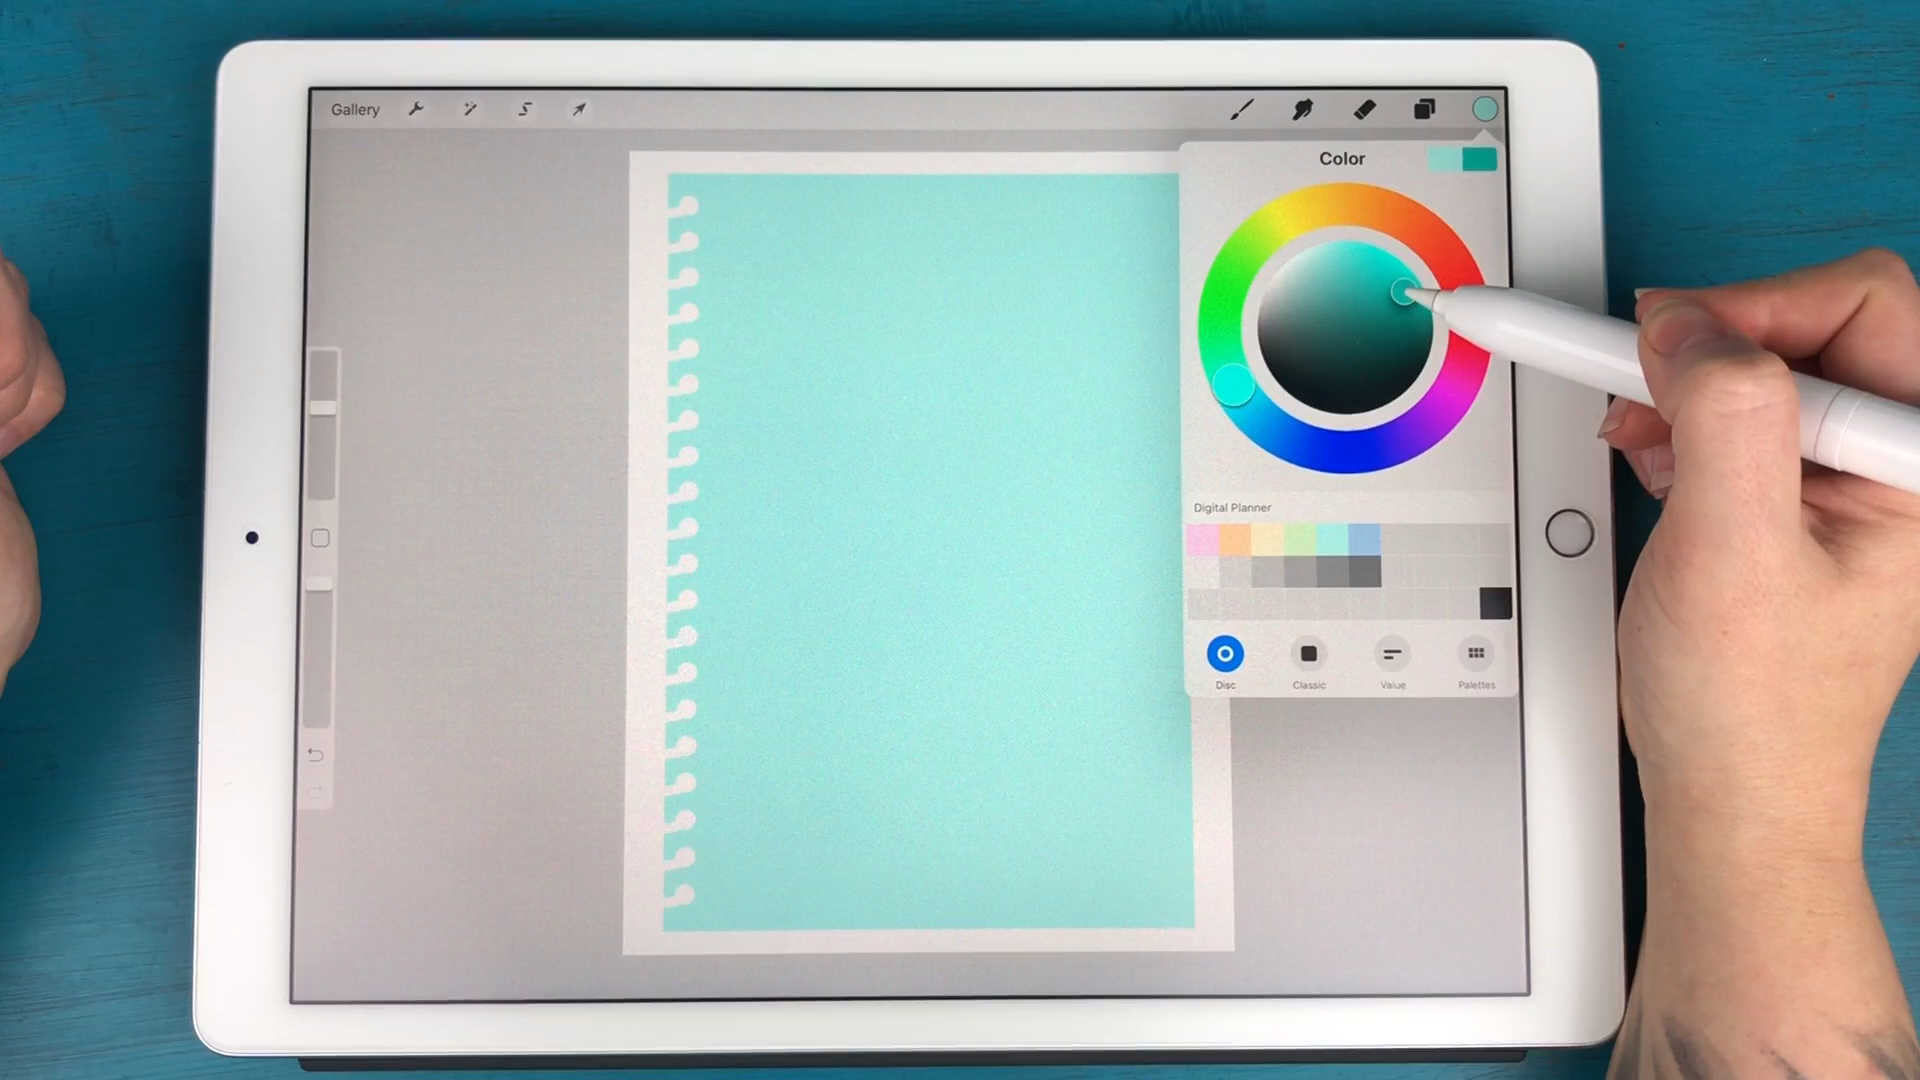 Gallery
Color
Digital Planner
Disc
Classic
Value
Palettes